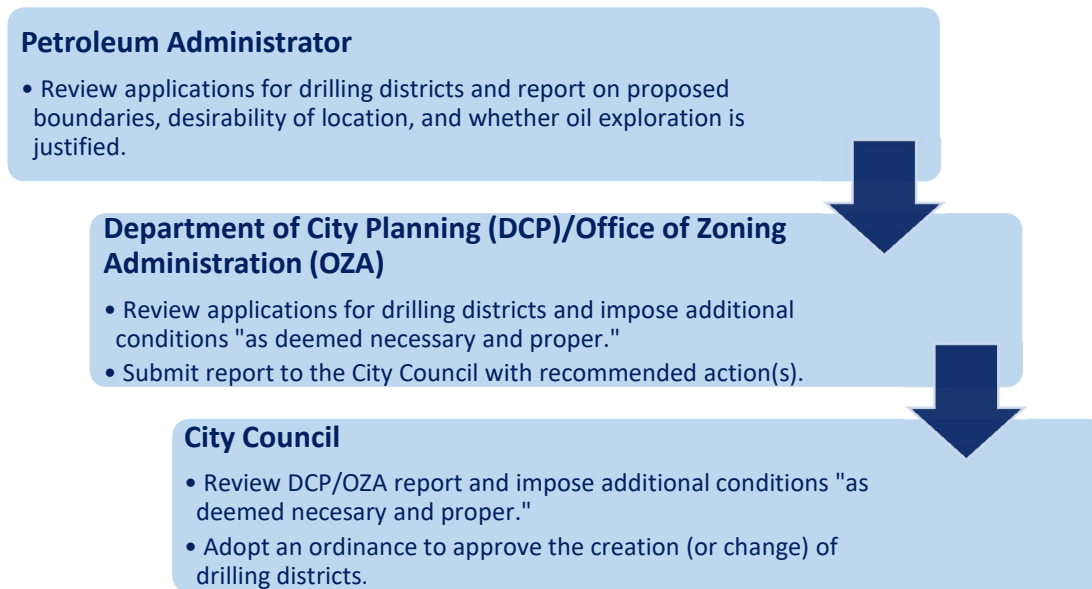 Petroleum Administrator
• Review applications for drilling districts and report on proposed
boundaries, desirability of location, and whether oil exploration is
justified.
Department of City Planning (DCP)/Office of Zoning
Administration (OZA)
• Review applications for drilling districts and impose additional
conditions "as deemed necessary and proper."
• Submit report to the City Council with recommended action(s).
City Council
• Review DCP/OZA report and impose additional conditions "as
deemed necesary and proper."
• Adopt an ordinance to approve the creation (or change) of
drilling districts.